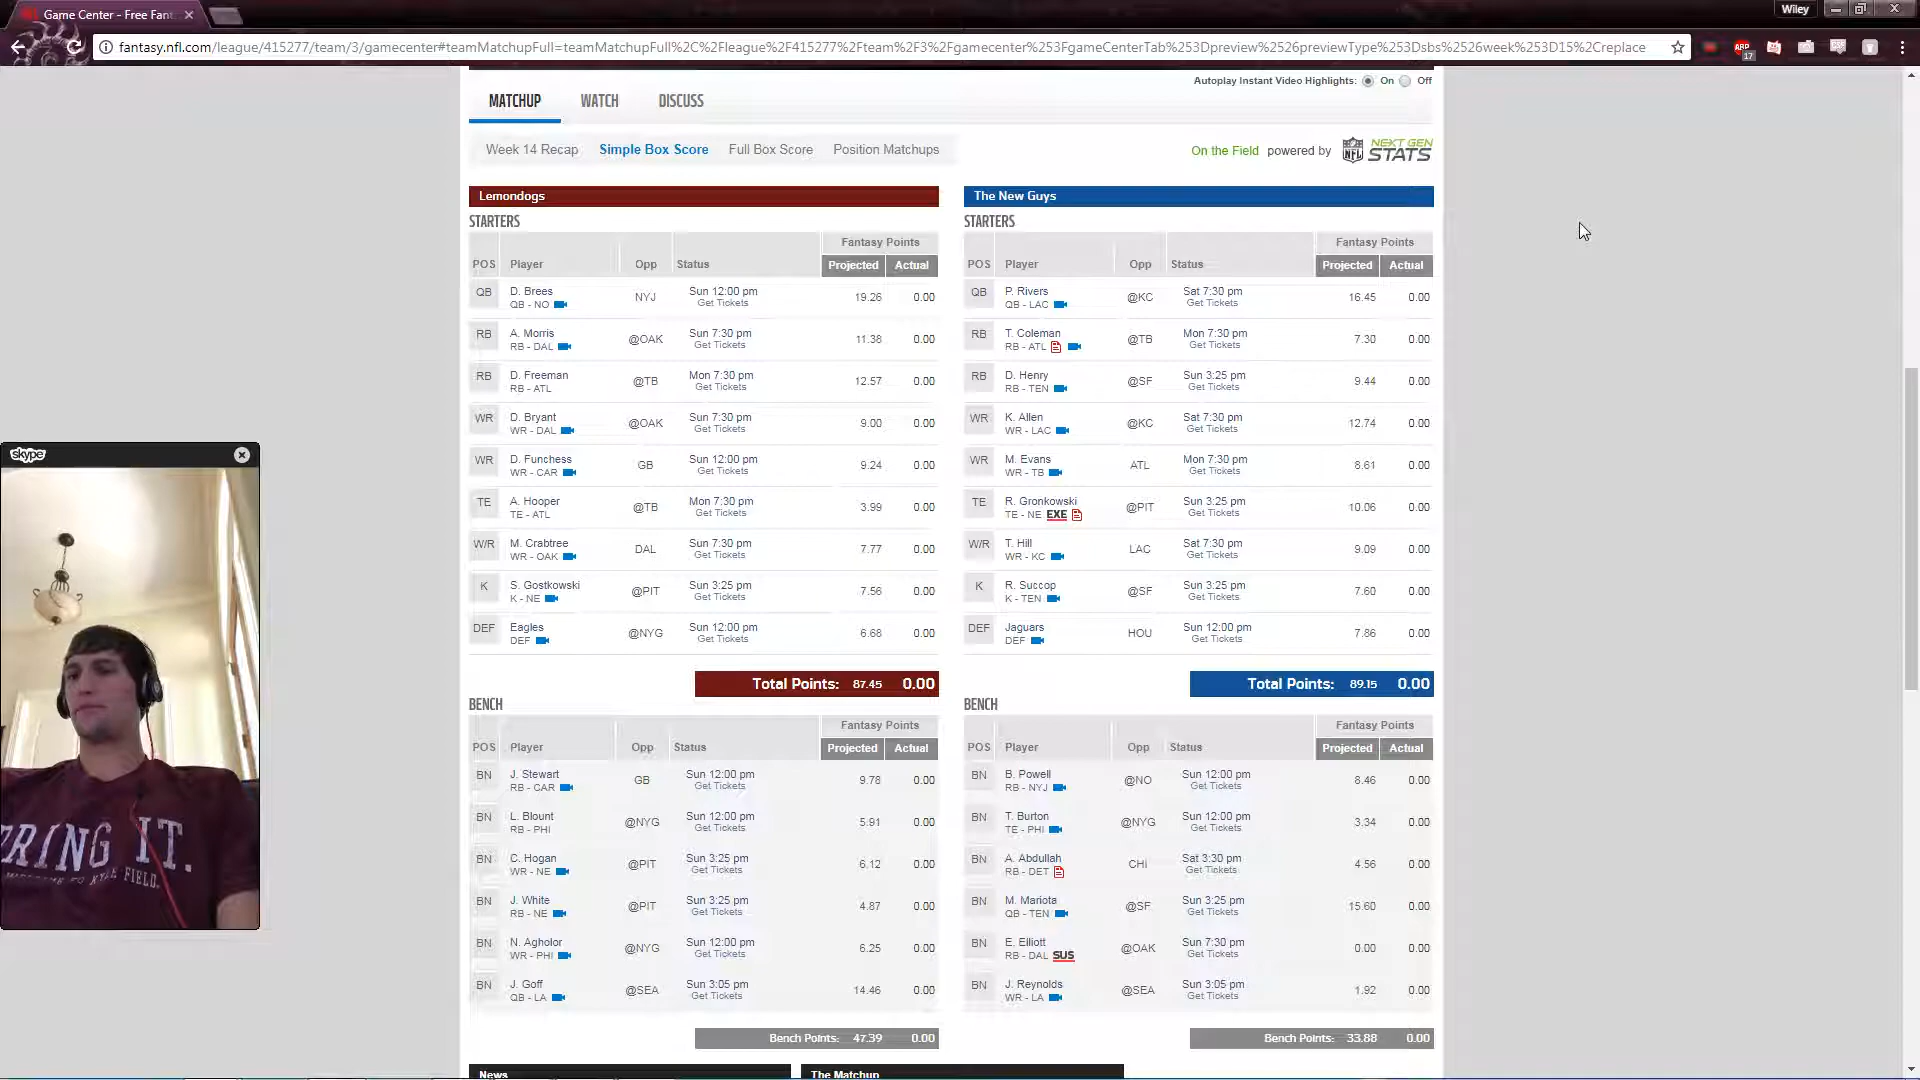 Game Center - Free Fant
Wiley
fantasy.nfl.com/league/415277/team/3/gamecenter#teamMatchupFull=teamMatchupFull%2C%2Fleague%2F415277%2Fteam%2F3%2Fgamecenter%253FgameCenterTab%253Dpreview%2526previewType%253Dsbs%2526week%253D15%2Creplace
ABP 17
Autoplay Instant Video Highlights: On Off
MATCHUP WATCH DISCUSS
Week 14 Recap Simple Box Score Full Box Score Position Matchups
On the Field powered by NFL NEXT GEN STATS
Lemondogs
STARTERS
Fantasy Points
POS Player Opp Status Projected Actual
QB D. Brees NYJ Sun 12:00 pm 19.26 0.00
QB - NO Get Tickets
RB A. Morris @OAK Sun 7:30 pm 11.38 0.00
RB - DAL Get Tickets
RB D. Freeman @TB Mon 7:30 pm 12.57 0.00
RB - ATL Get Tickets
WR D. Bryant @OAK Sun 7:30 pm 9.00 0.00
WR - DAL Get Tickets
WR D. Funchess GB Sun 12:00 pm 9.24 0.00
WR - CAR Get Tickets
TE A. Hooper @TB Mon 7:30 pm 3.99 0.00
TE - ATL Get Tickets
W/R M. Crabtree DAL Sun 7:30 pm 7.77 0.00
WR - OAK Get Tickets
K S. Gostkowski @PIT Sun 3:25 pm 7.56 0.00
K - NE Get Tickets
DEF Eagles @NYG Sun 12:00 pm 6.68 0.00
DEF Get Tickets
Total Points: 87.45 0.00
BENCH
Fantasy Points
POS Player Opp Status Projected Actual
BN J. Stewart GB Sun 12:00 pm 9.78 0.00
RB - CAR Get Tickets
BN L. Blount @NYG Sun 12:00 pm 5.91 0.00
RB - PHI Get Tickets
BN C. Hogan @PIT Sun 3:25 pm 6.12 0.00
WR - NE Get Tickets
BN J. White @PIT Sun 3:25 pm 4.87 0.00
RB - NE Get Tickets
BN N. Agholor @NYG Sun 12:00 pm 6.25 0.00
WR - PHI Get Tickets
BN J. Goff @SEA Sun 3:05 pm 14.46 0.00
QB - LA Get Tickets
Bench Points: 47.39 0.00
The New Guys
STARTERS
Fantasy Points
POS Player Opp Status Projected Actual
QB P. Rivers @KC Sat 7:30 pm 16.45 0.00
QB - LAC Get Tickets
RB T. Coleman @TB Mon 7:30 pm 7.30 0.00
RB - ATL Get Tickets
RB D. Henry @SF Sun 3:25 pm 9.44 0.00
RB - TEN Get Tickets
WR K. Allen @KC Sat 7:30 pm 12.74 0.00
WR - LAC Get Tickets
WR M. Evans ATL Mon 7:30 pm 8.61 0.00
WR - TB Get Tickets
TE R. Gronkowski @PIT Sun 3:25 pm 10.06 0.00
TE - NE EXE Get Tickets
W/R T. Hill LAC Sat 7:30 pm 9.09 0.00
WR - KC Get Tickets
K R. Succop @SF Sun 3:25 pm 7.60 0.00
K - TEN Get Tickets
DEF Jaguars HOU Sun 12:00 pm 7.86 0.00
DEF Get Tickets
Total Points: 89.15 0.00
BENCH
Fantasy Points
POS Player Opp Status Projected Actual
BN B. Powell @NO Sun 12:00 pm 8.46 0.00
RB - NYJ Get Tickets
BN T. Burton @NYG Sun 12:00 pm 3.34 0.00
TE - PHI Get Tickets
BN A. Abdullah CHI Sat 3:30 pm 4.56 0.00
RB - DET Get Tickets
BN M. Mariota @SF Sun 3:25 pm 15.60 0.00
QB - TEN Get Tickets
BN E. Elliott @OAK Sun 7:30 pm 0.00 0.00
RB - DAL SUS Get Tickets
BN J. Reynolds @SEA Sun 3:05 pm 1.92 0.00
WR - LA Get Tickets
Bench Points: 33.88 0.00
News The Matchup
skype
RING IT.
KYLE FIELD.